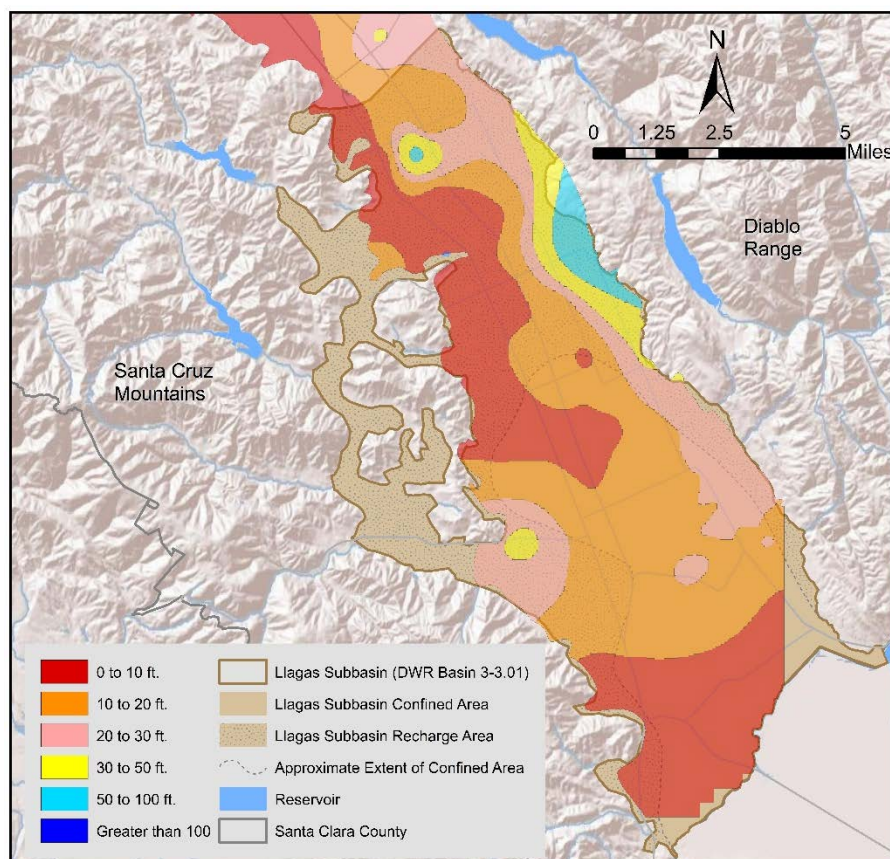 N
0 1.25 2.5 5
Miles
Diablo
Range
Santa Cruz
Mountains
0 to 10 ft.
10 to 20 ft.
20 to 30 ft.
30 to 50 ft.
50 to 100 ft.
Greater than 100
Llagas Subbasin (DWR Basin 3-3.01)
Llagas Subbasin Confined Area
Llagas Subbasin Recharge Area
Approximate Extent of Confined Area
Reservoir
Santa Clara County